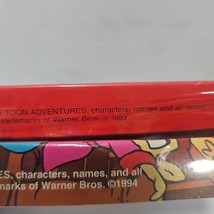 TOON ADVENTURES, characters, names and all
trademarks of Warner Bros. © 1993
ES, characters, names, and all
marks of Warner Bros. ©1994